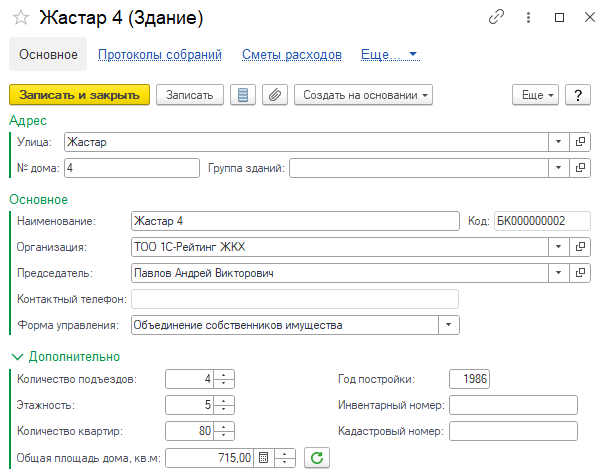 Жастар 4 (Здание)
Основное Протоколы собраний Сметы расходов Еще...
Записать и закрыть Записать Создать на основании Еще ?
Адрес
Улица: Жастар
№ дома: 4 Группа зданий:
Основное
Наименование: Жастар 4 Код: БК000000002
Организация: ТОО 1С-Рейтинг ЖКХ
Председатель: Павлов Андрей Викторович
Контактный телефон:
Форма управления: Объединение собственников имущества
Дополнительно
Количество подъездов: 4 Год постройки: 1986
Этажность: 5 Инвентарный номер:
Количество квартир: 80 Кадастровый номер:
Общая площадь дома, кв.м: 715,00